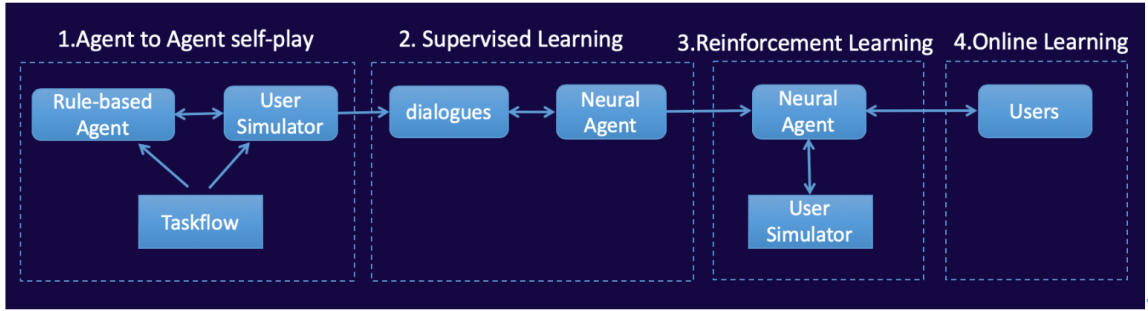 1.Agent to Agent self-play
2. Supervised Learning
3.Reinforcement Learning
4.Online Learning
Rule-based
Agent
User
Simulator
dialogues
Neural
Agent
Neural
Agent
Users
Taskflow
User
Simulator